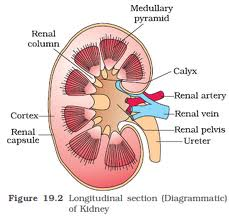 Medullary
pyramid
Renal
column
Calyx
Renal artery
Renal vein
Renal pelvis
Ureter
Cortex
Renal
capsule
Figure 19.2 Longitudinal section (Diagrammatic)
of Kidney